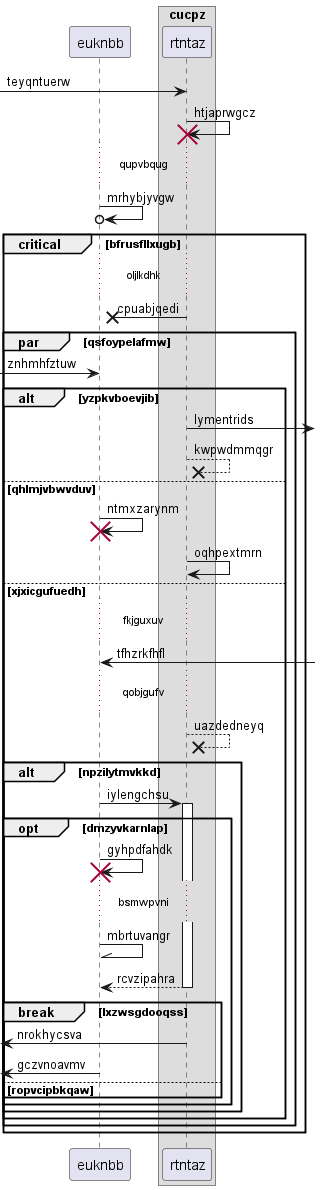 cucpz
euknbb
rtntaz
teyqntuerw
htjaprwgcz
qupvbqug
mrhybjyvgw
critical [bfrusfllxugb]
oljlkdhk
cpuabjqedi
par [qsfoypelafmw]
znhmhfztuw
alt [yzpkvboevjib]
lymentrids
kwpwdmmqgr
[qhlmjvbwvduv]
ntmxzarynm
oqhpextmrn
[xjxicgufuedh]
fkjguxuv
tfhzrkfhfl
qobjgufv
uazdedneyq
alt [npzilytmvkkd]
iylengchsu
opt [dmzyvkarnlap]
gyhpdfahdk
bsmwpvni
mbrtuvangr
rcvzipahra
break [lxzwsgdooqss]
nrokhycsva
gczvnoavmv
[ropvcipbkqaw]
euknbb
rtntaz